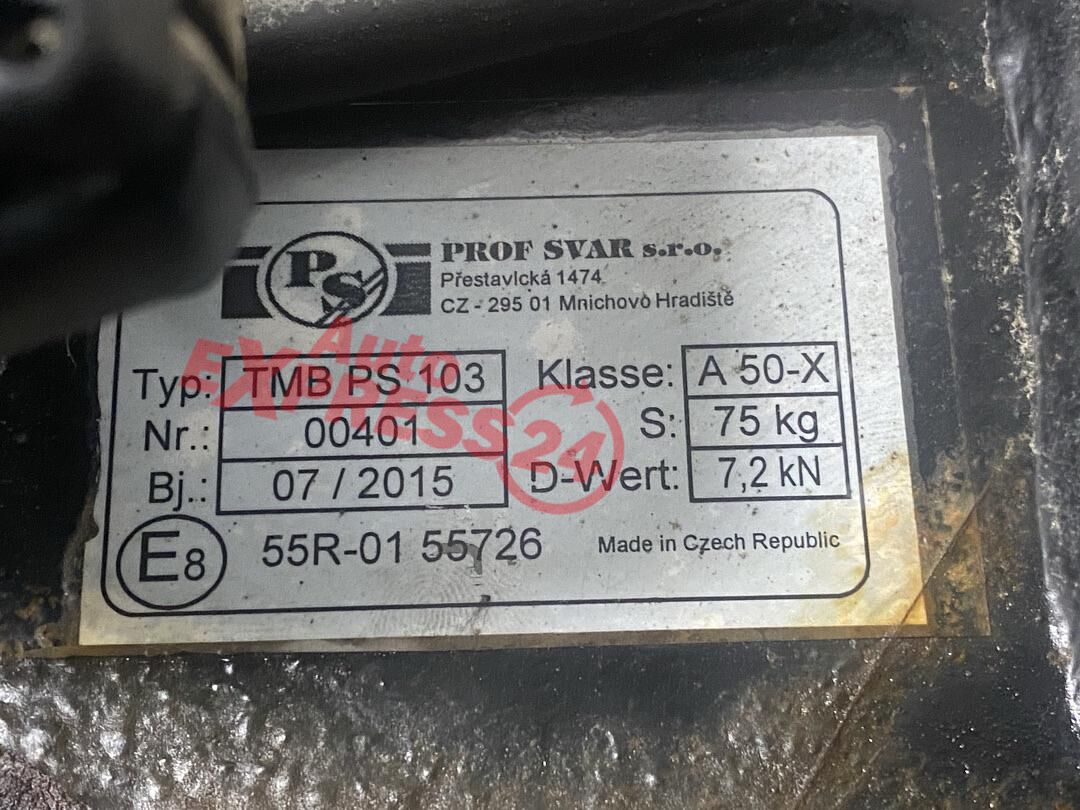 PS
PROF SVAR s.r.o.
Přestavlcká 1474
CZ - 295 01 Mnichovo Hradiště
Typ: TMB PS 103 Klasse: A 50-X
Nr.: 00401 S: 75 kg
Bj.: 07 / 2015 D-Wert: 7,2 kN
E8 55R-01 55726 Made in Czech Republic
Auto
EXPRESS24